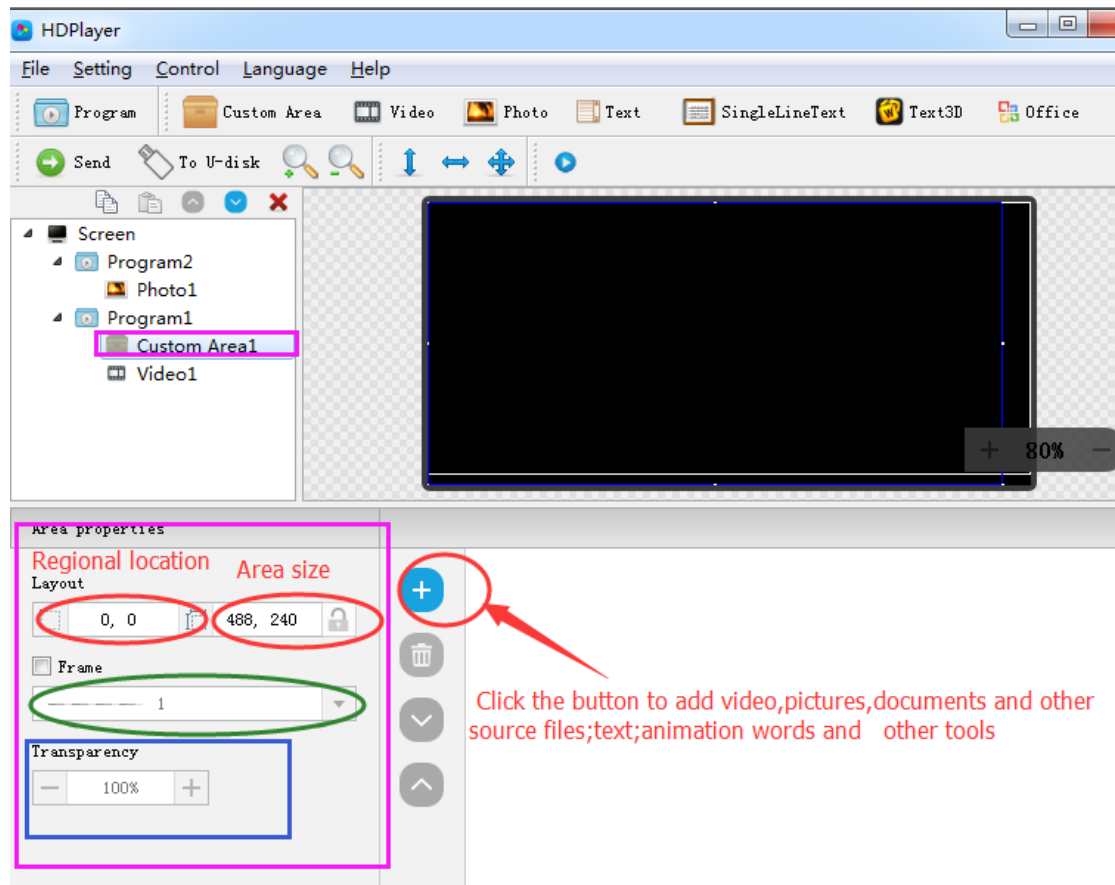 HDPlayer
File Setting Control Language Help
Program Custom Area Video Photo Text SingleLineText Text3D Office
Send To U-disk
Screen
Program2
Photo1
Program1
Custom Area1
Video1
+ 80% −
Area properties
Regional location Area size
Layout
0, 0 488, 240
Frame
1
Click the button to add video,pictures,documents and other
source files;text;animation words and other tools
Transparency
— 100% +